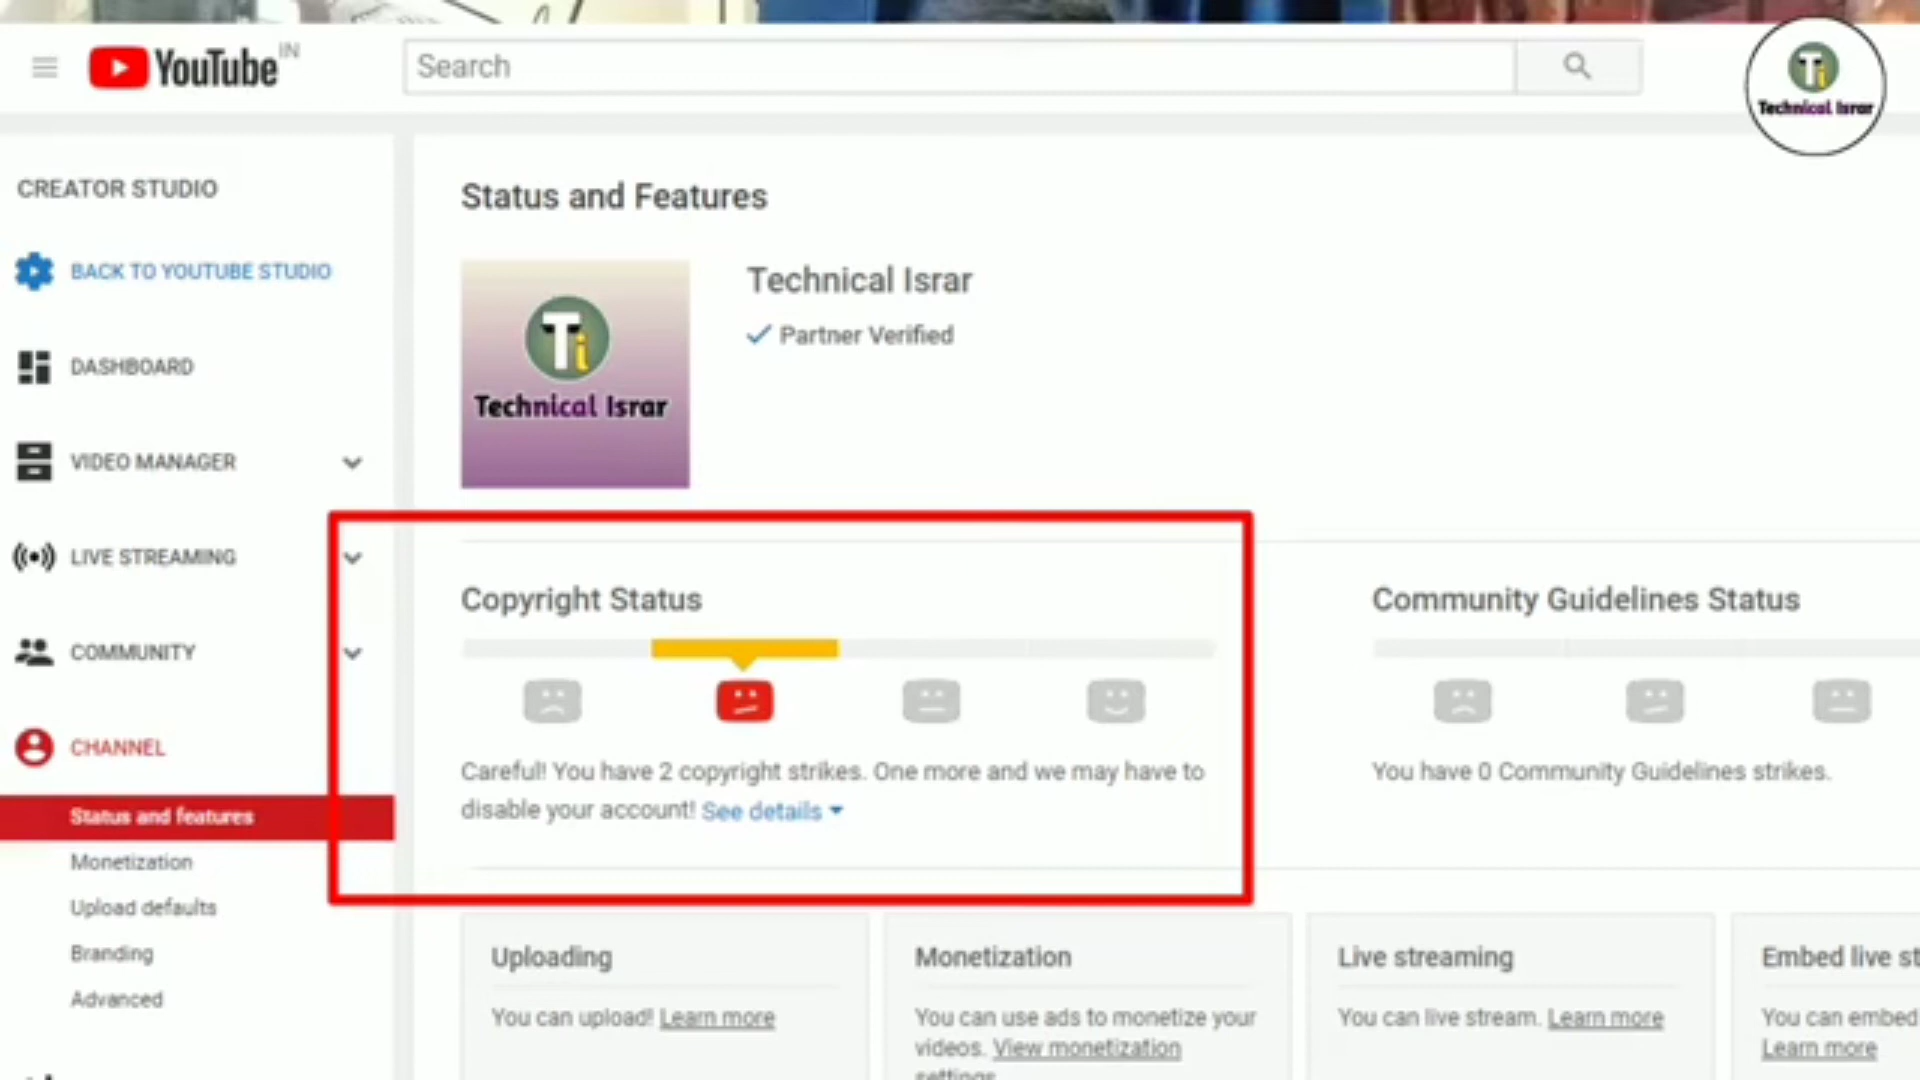 YouTube IN
Search
Ti
Technical Israr
CREATOR STUDIO
BACK TO YOUTUBE STUDIO
DASHBOARD
VIDEO MANAGER
LIVE STREAMING
COMMUNITY
CHANNEL
Status and features
Monetization
Upload defaults
Branding
Advanced
Status and Features
Ti
Technical Israr
Technical Israr
Partner Verified
Copyright Status
Careful! You have 2 copyright strikes. One more and we may have to
disable your account! See details
Community Guidelines Status
You have 0 Community Guidelines strikes.
Uploading
You can upload! Learn more
Monetization
You can use ads to monetize your
videos. View monetization
settings
Live streaming
You can live stream. Learn more
Embed live st
You can embed
Learn more